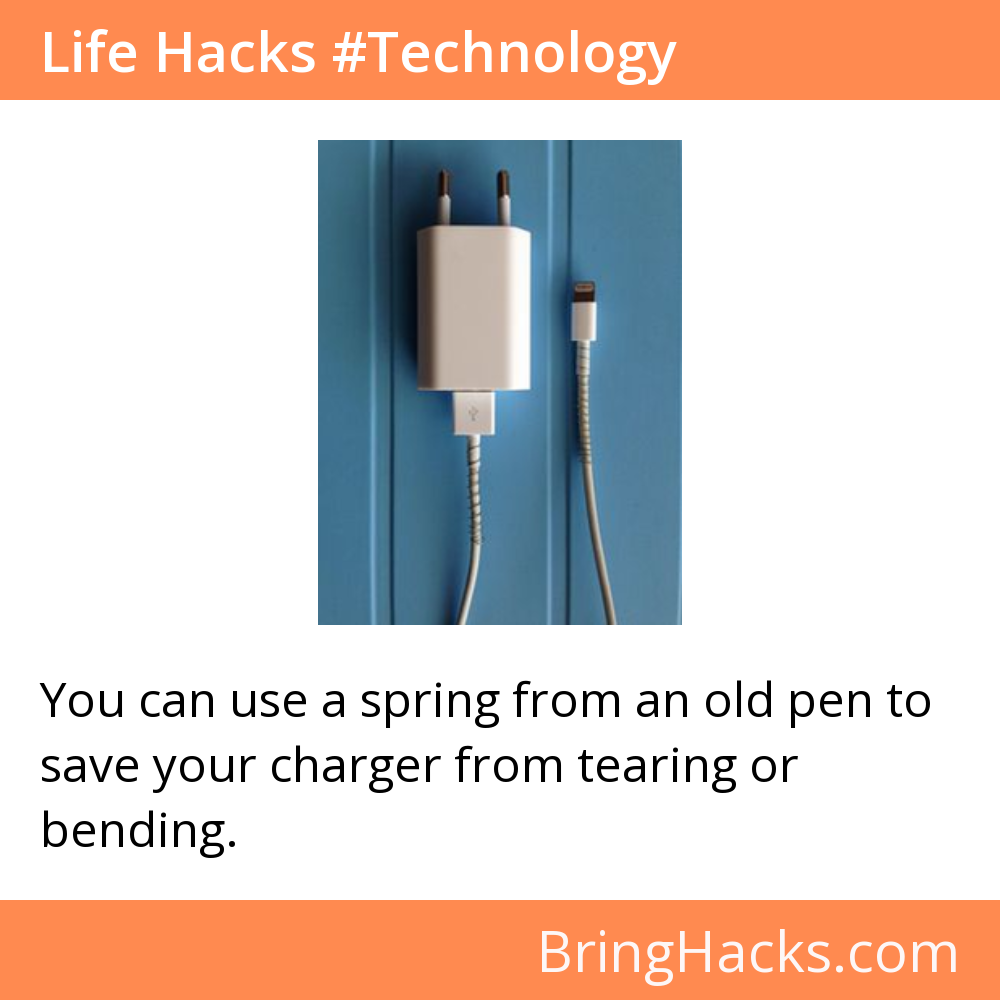 Life Hacks #Technology
You can use a spring from an old pen to
save your charger from tearing or
bending.
BringHacks.com